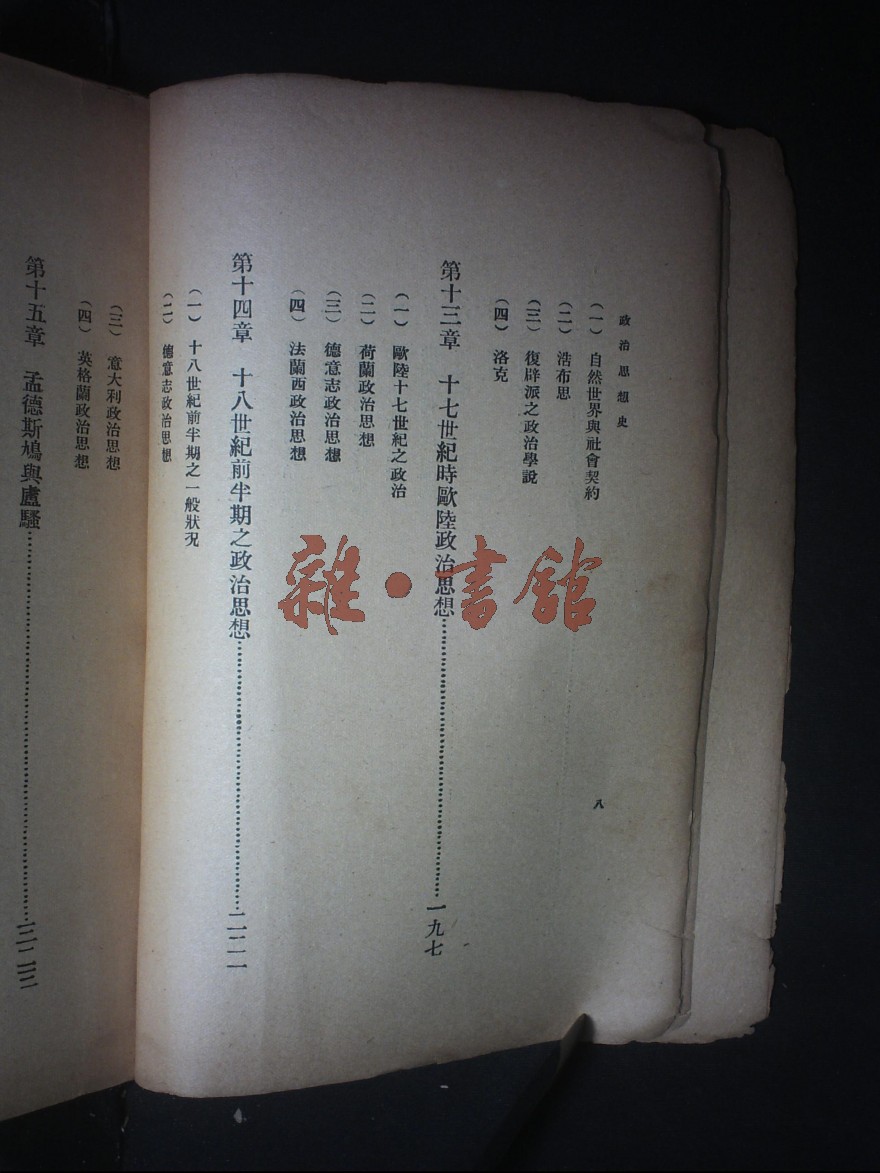 政治思想史
八
(一) 自然世界與社會契約
(二) 浩布思
(三) 復辟派之政治學說
(四) 洛克
第十三章 十七世紀時歐陸政治思想……一九七
(一) 歐陸十七世紀之政治
(二) 荷蘭政治思想
(三) 德意志政治思想
(四) 法蘭西政治思想
第十四章 十八世紀前半期之政治思想……二一一
(一) 十八世紀前半期之一般狀况
(二) 德意志政治思想
(三) 意大利政治思想
(四) 英格蘭政治思想
第十五章 孟德斯鳩與盧騷……
雜·書館